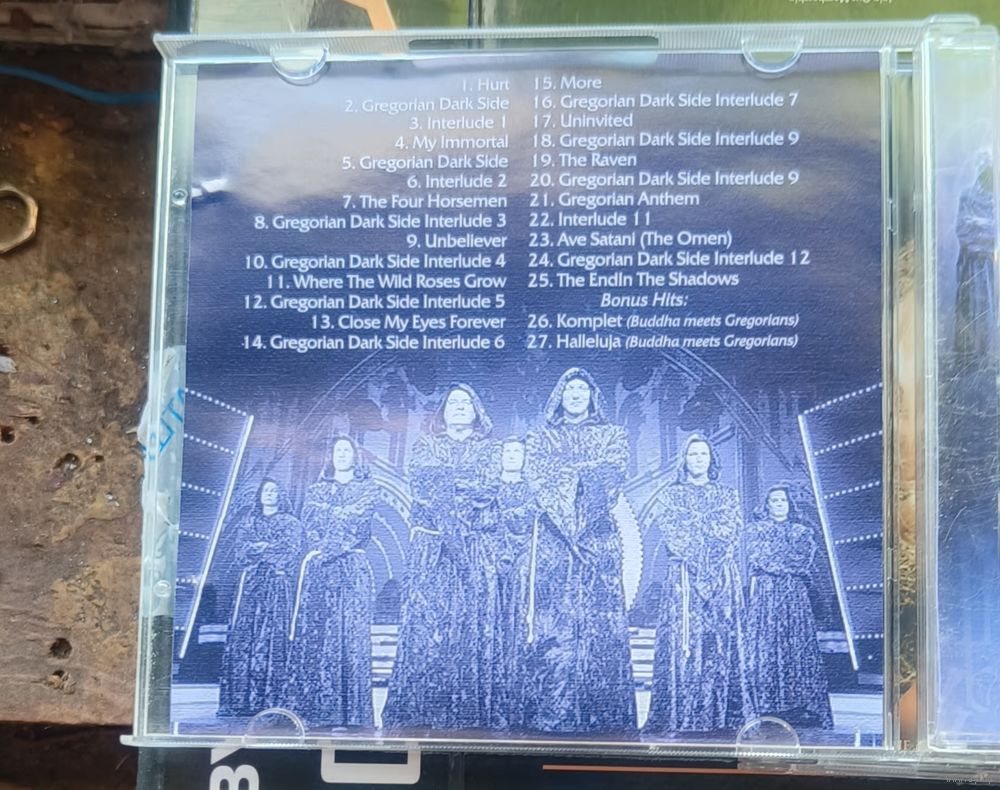 1. Hurt
2. Gregorian Dark Side
3. Interlude 1
4. My Immortal
5. Gregorian Dark Side
6. Interlude 2
7. The Four Horsemen
8. Gregorian Dark Side Interlude 3
9. Unbeliever
10. Gregorian Dark Side Interlude 4
11. Where The Wild Roses Grow
12. Gregorian Dark Side Interlude 5
13. Close My Eyes Forever
14. Gregorian Dark Side Interlude 6
15. More
16. Gregorian Dark Side Interlude 7
17. Uninvited
18. Gregorian Dark Side Interlude 9
19. The Raven
20. Gregorian Dark Side Interlude 9
21. Gregorian Anthem
22. Interlude 11
23. Ave Satani (The Omen)
24. Gregorian Dark Side Interlude 12
25. The EndIn The Shadows
Bonus Hits:
26. Komplet (Buddha meets Gregorians)
27. Halleluja (Buddha meets Gregorians)
BY